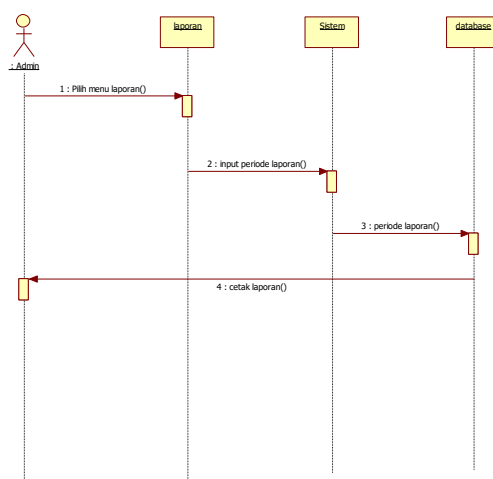 laporan
Sistem
database
: Admin
1 : Pilih menu laporan()
2 : input periode laporan()
3 : periode laporan()
4 : cetak laporan()